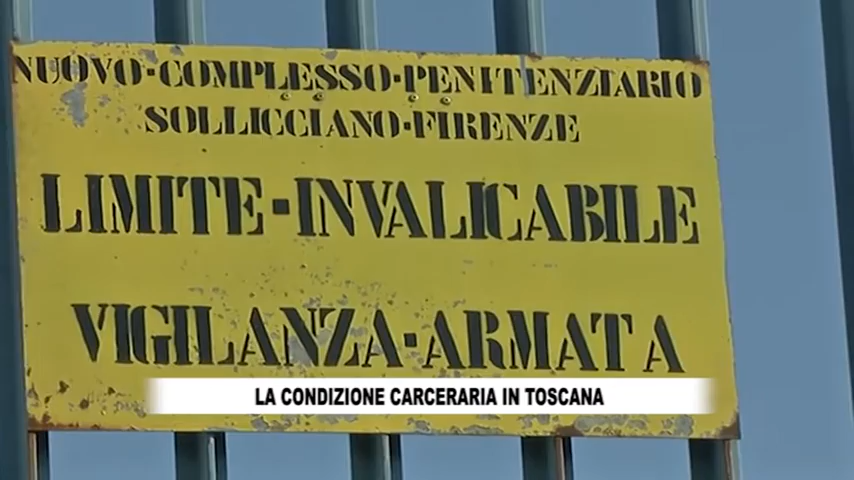 NUOVO-COMPLESSO-PENITENZIARIO
SOLLICCIANO-FIRENZE
LIMITE-INVALICABILE
VIGILANZA-ARMATA
LA CONDIZIONE CARCERARIA IN TOSCANA